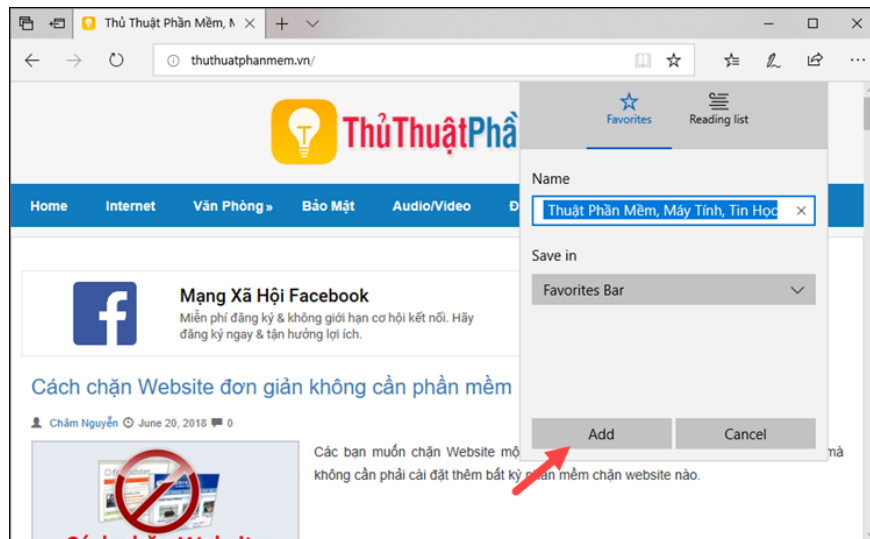 Thủ Thuật Phần Mềm, M
thuthuatphanmem.vn/
Favorites
Reading list
ThủThuậtPhầ
Name
Home Internet Văn Phòng » Bảo Mật Audio/Video Đ
Thuật Phần Mềm, Máy Tính, Tin Học
Save in
Favorites Bar
Mạng Xã Hội Facebook
Miễn phí đăng ký & không giới hạn cơ hội kết nối. Hãy
đăng ký ngay & tận hưởng lợi ích.
Cách chặn Website đơn giản không cần phần mềm
Chăm Nguyễn June 20, 2018 0
Add
Cancel
Các bạn muốn chặn Website mộ mà
không cần phải cài đặt thêm bất kỳ phần mềm chặn website nào.